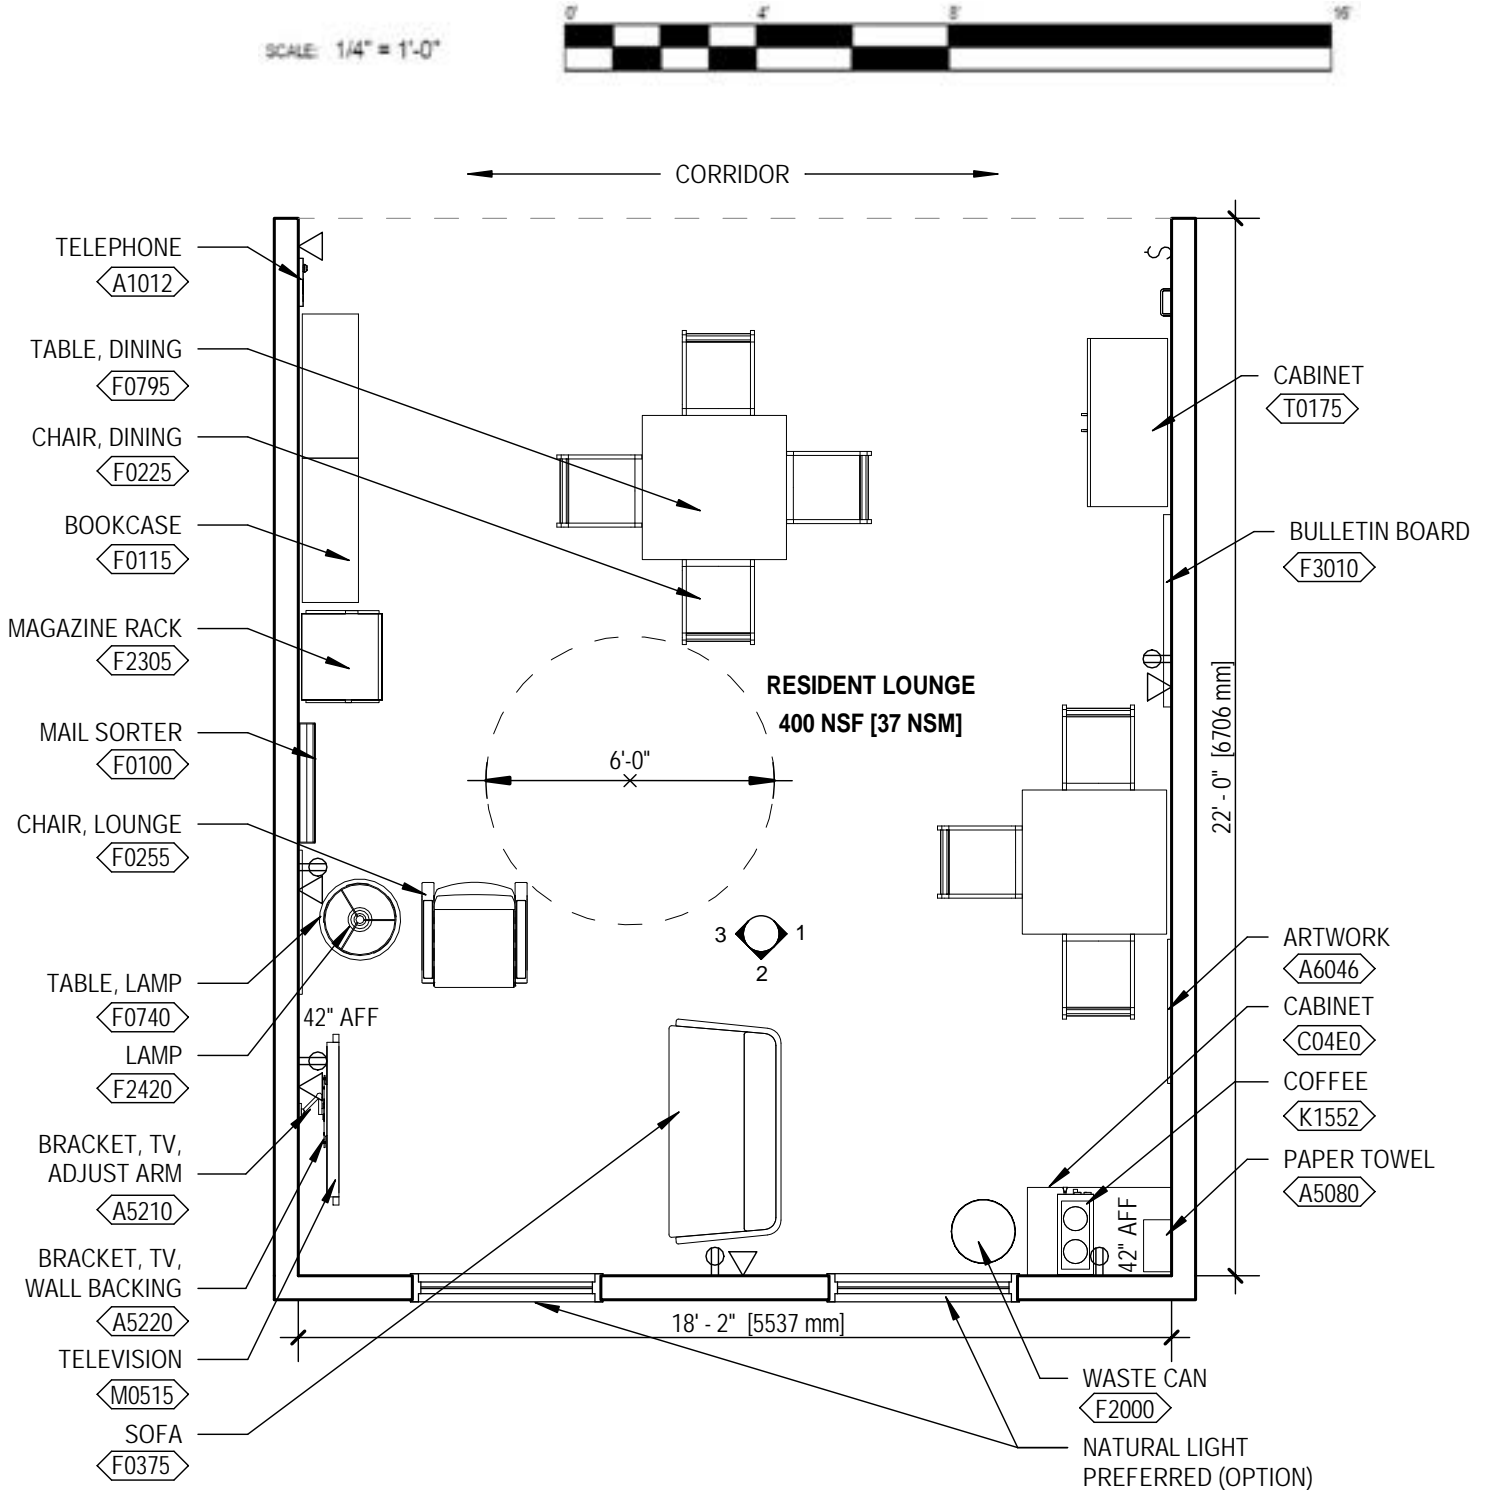 0' 4' 8' 16'
SCALE: 1/4" = 1'-0"
CORRIDOR
TELEPHONE
A1012
TABLE, DINING
F0795
CHAIR, DINING
F0225
BOOKCASE
F0115
MAGAZINE RACK
F2305
MAIL SORTER
F0100
CHAIR, LOUNGE
F0255
TABLE, LAMP
F0740
LAMP
F2420
BRACKET, TV,
ADJUST ARM
A5210
BRACKET, TV,
WALL BACKING
A5220
TELEVISION
M0515
SOFA
F0375
42" AFF
RESIDENT LOUNGE
400 NSF [37 NSM]
6'-0"
3 1
2
$
42" AFF
18' - 2" [5537 mm]
22' - 0" [6706 mm]
CABINET
T0175
BULLETIN BOARD
F3010
ARTWORK
A6046
CABINET
C04E0
COFFEE
K1552
PAPER TOWEL
A5080
WASTE CAN
F2000
NATURAL LIGHT
PREFERRED (OPTION)